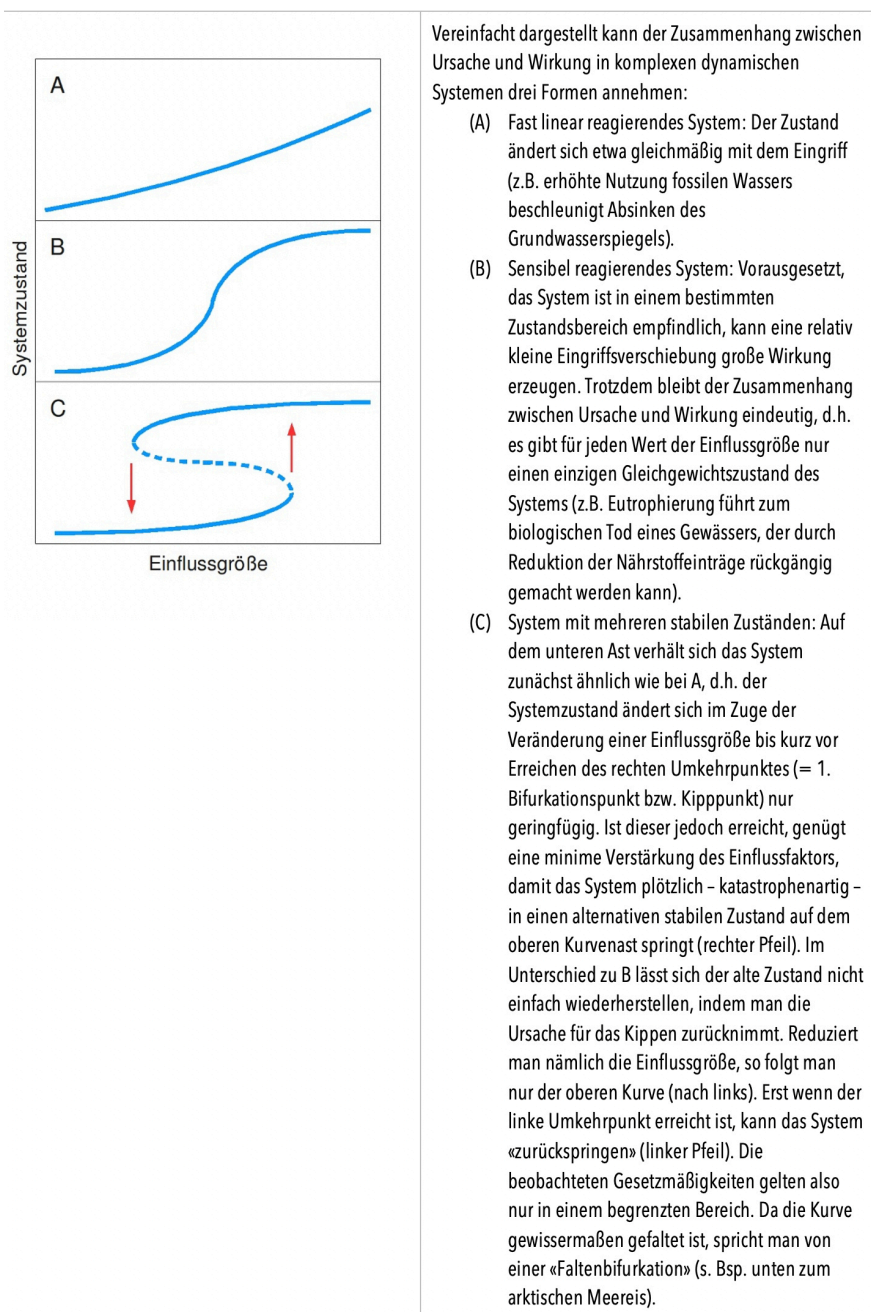 A
B
C
Systemzustand
Einflussgröße
Vereinfacht dargestellt kann der Zusammenhang zwischen
Ursache und Wirkung in komplexen dynamischen
Systemen drei Formen annehmen:
(A) Fast linear reagierendes System: Der Zustand
ändert sich etwa gleichmäßig mit dem Eingriff
(z.B. erhöhte Nutzung fossilen Wassers
beschleunigt Absinken des
Grundwasserspiegels).
(B) Sensibel reagierendes System: Vorausgesetzt,
das System ist in einem bestimmten
Zustandsbereich empfindlich, kann eine relativ
kleine Eingriffsverschiebung große Wirkung
erzeugen. Trotzdem bleibt der Zusammenhang
zwischen Ursache und Wirkung eindeutig, d.h.
es gibt für jeden Wert der Einflussgröße nur
einen einzigen Gleichgewichtszustand des
Systems (z.B. Eutrophierung führt zum
biologischen Tod eines Gewässers, der durch
Reduktion der Nährstoffeinträge rückgängig
gemacht werden kann).
(C) System mit mehreren stabilen Zuständen: Auf
dem unteren Ast verhält sich das System
zunächst ähnlich wie bei A, d.h. der
Systemzustand ändert sich im Zuge der
Veränderung einer Einflussgröße bis kurz vor
Erreichen des rechten Umkehrpunktes (= 1.
Bifurkationspunkt bzw. Kipppunkt) nur
geringfügig. Ist dieser jedoch erreicht, genügt
eine minime Verstärkung des Einflussfaktors,
damit das System plötzlich – katastrophenartig –
in einen alternativen stabilen Zustand auf dem
oberen Kurvenast springt (rechter Pfeil). Im
Unterschied zu B lässt sich der alte Zustand nicht
einfach wiederherstellen, indem man die
Ursache für das Kippen zurücknimmt. Reduziert
man nämlich die Einflussgröße, so folgt man
nur der oberen Kurve (nach links). Erst wenn der
linke Umkehrpunkt erreicht ist, kann das System
«zurückspringen» (linker Pfeil). Die
beobachteten Gesetzmäßigkeiten gelten also
nur in einem begrenzten Bereich. Da die Kurve
gewissermaßen gefaltet ist, spricht man von
einer «Faltenbifurkation» (s. Bsp. unten zum
arktischen Meereis).